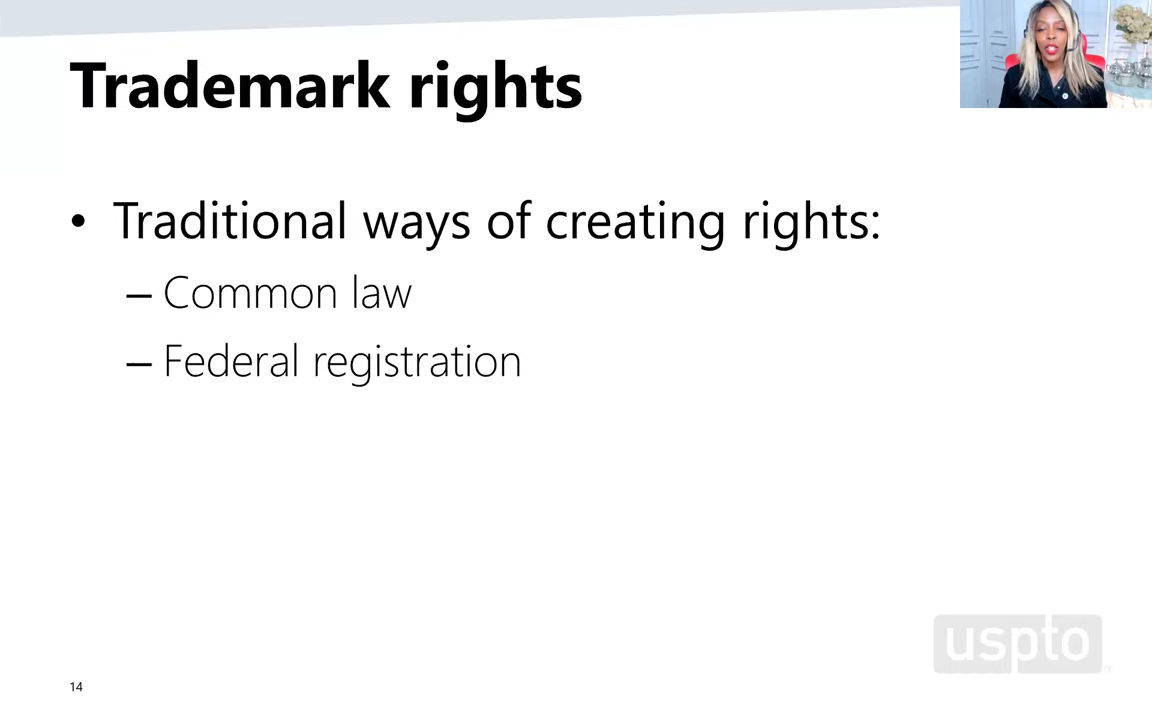 Trademark rights
• Traditional ways of creating rights:
– Common law
– Federal registration
uspto
14